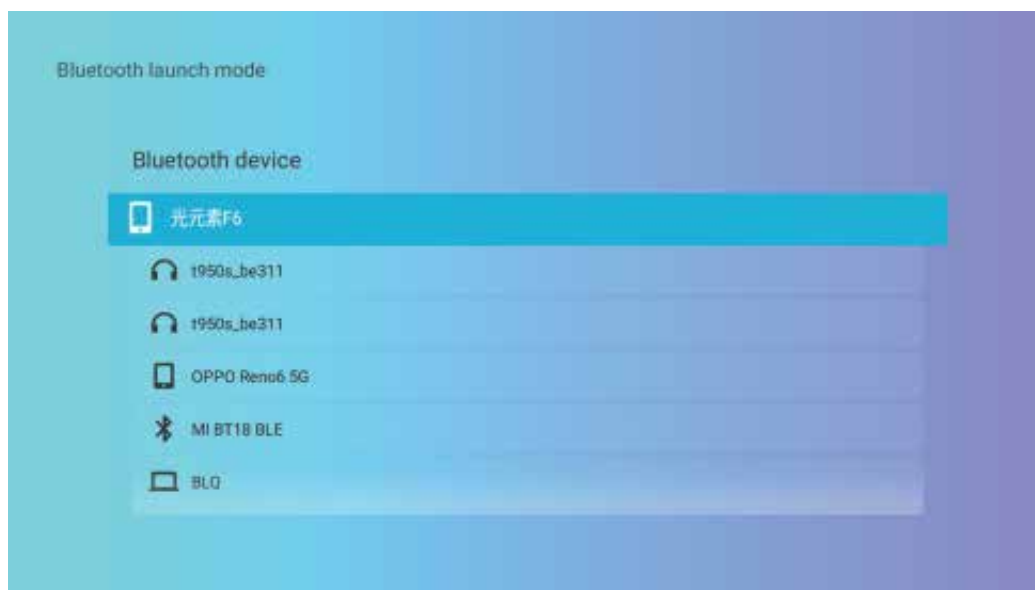 Bluetooth launch mode
Bluetooth device
光元素F6
t950s_be311
t950s_be311
OPPO Reno6 5G
MI BT18 BLE
BLQ